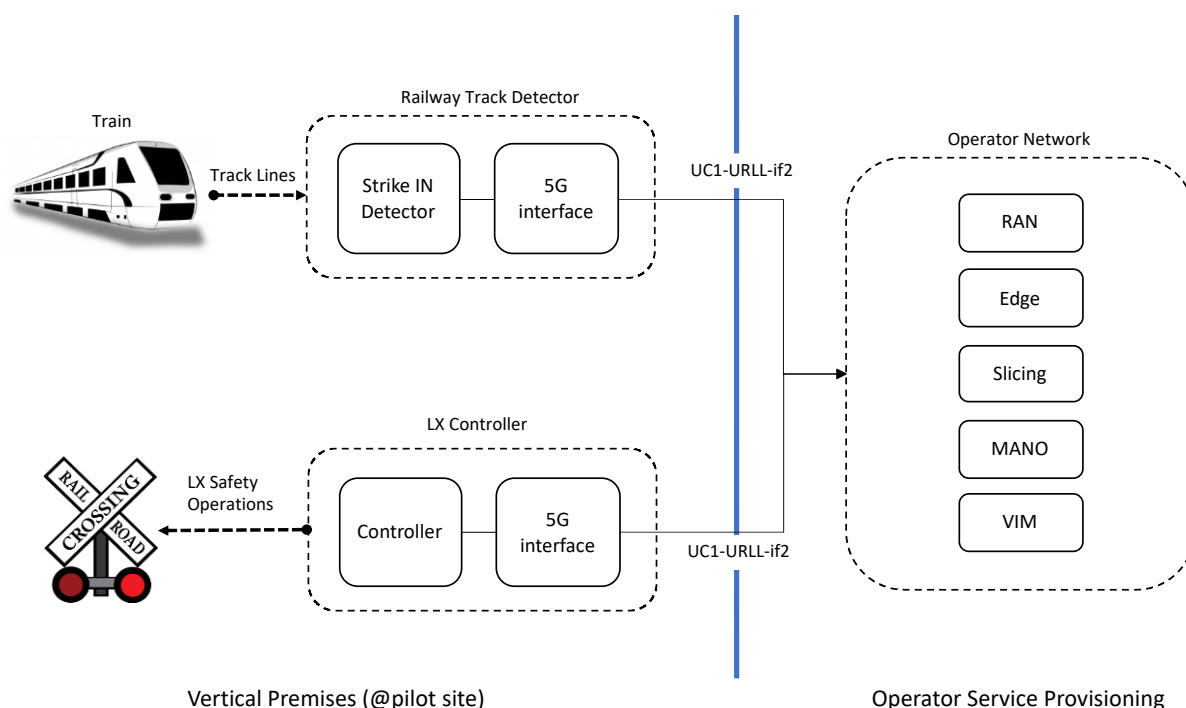 Railway Track Detector
Train
Operator Network
Track Lines
Strike IN
Detector
5G
interface
UC1-URLL-if2
RAN
Edge
Slicing
LX Controller
MANO
LX Safety
Operations
Controller
5G
interface
UC1-URLL-if2
VIM
RAIL
ROAD
CROSSING
Vertical Premises (@pilot site)
Operator Service Provisioning